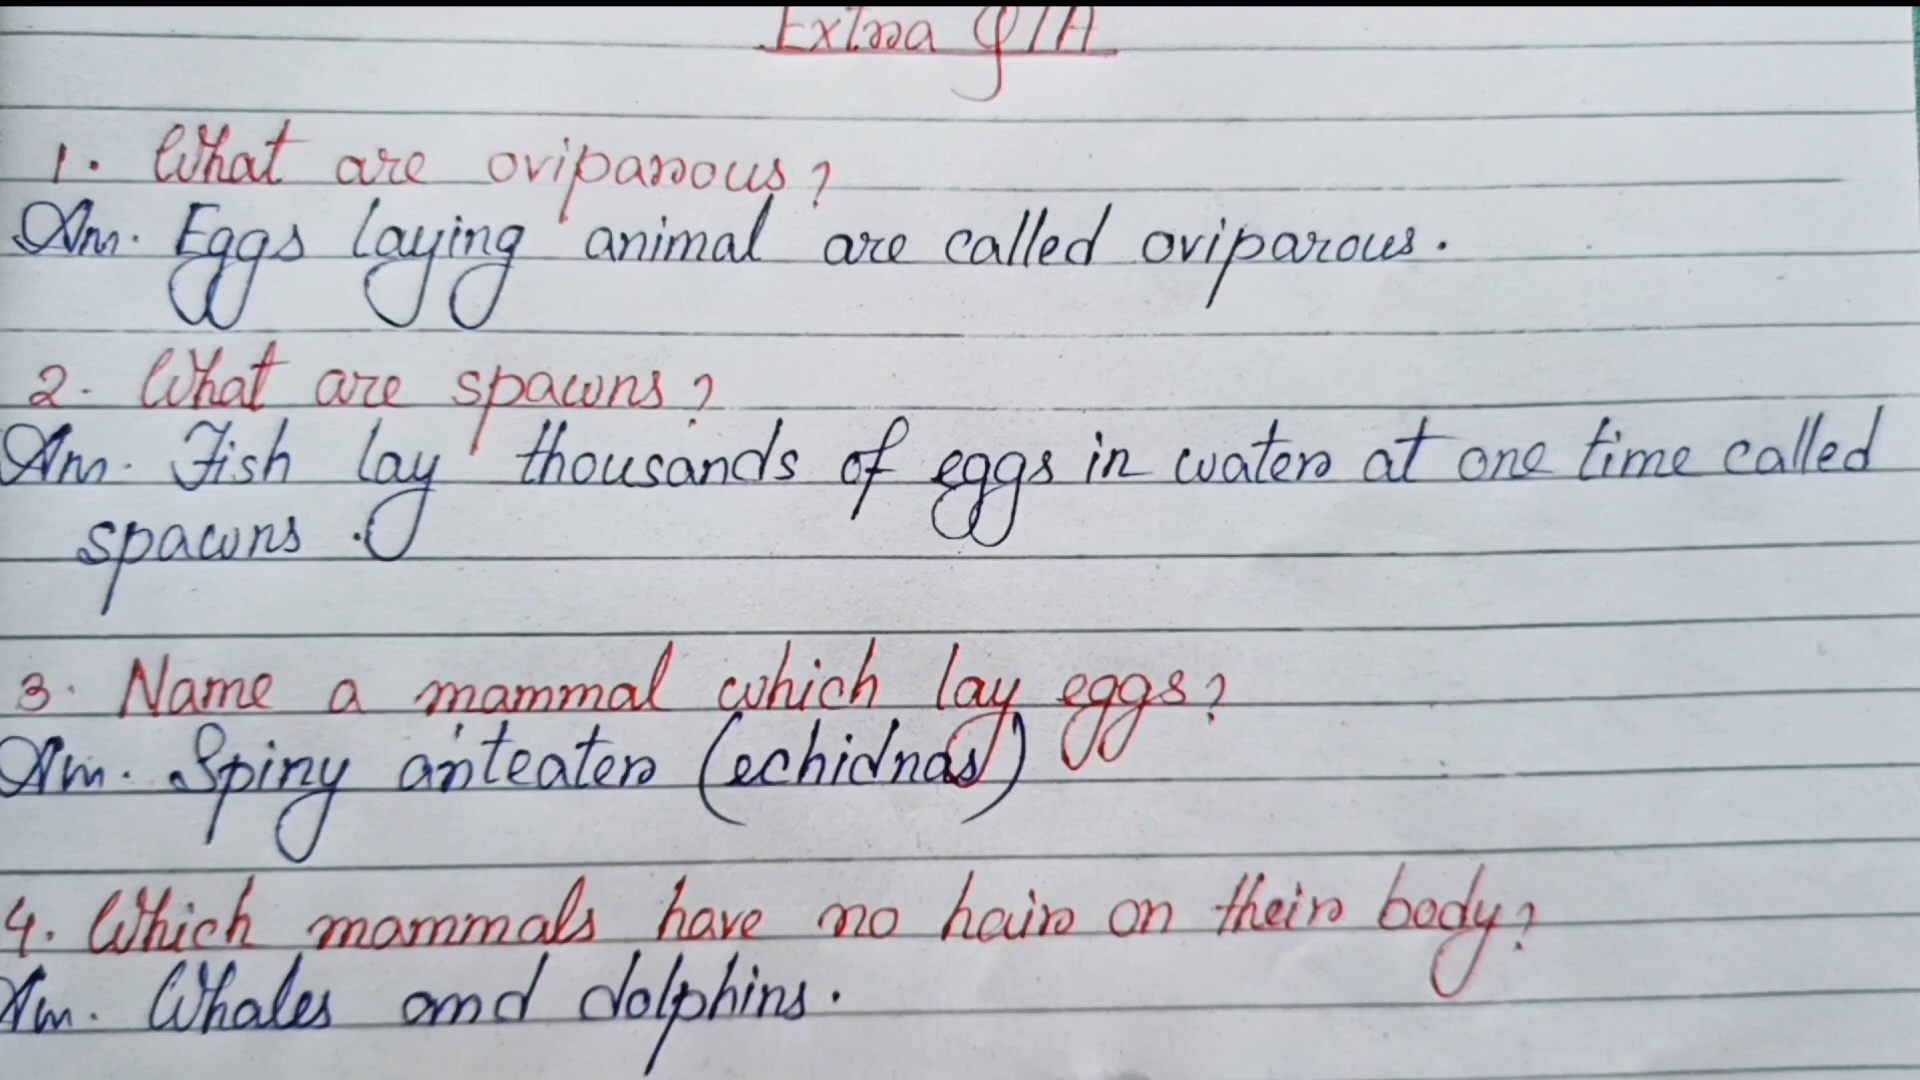 Extra Q/A
1. What are oviparous?
Ans. Eggs laying animal are called oviparous.
2. What are spawns?
Ans. Fish lay thousands of eggs in water at one time called
spawns.
3. Name a mammal which lay eggs?
Ans. Spiny anteater (echidnas)
4. Which mammals have no hair on their body?
Ans. Whales and dolphins.